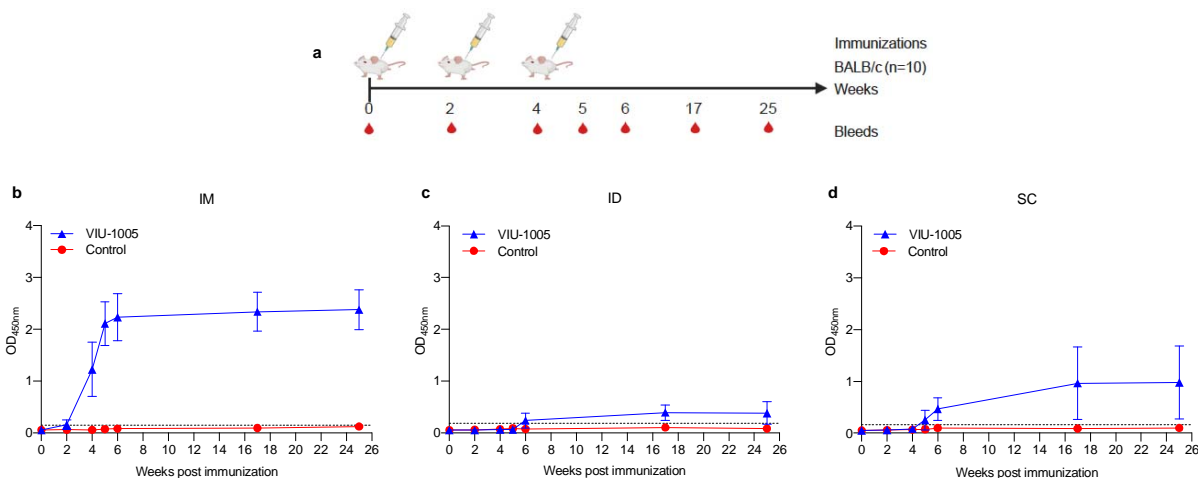 a
Immunizations
BALB/c (n=10)
Weeks
0 2 4 5 6 17 25
Bleeds
b
IM
VIU-1005
Control
OD450nm
4
3
2
1
0
0 2 4 6 8 10 12 14 16 18 20 22 24 26
Weeks post immunization
c
ID
VIU-1005
Control
OD450nm
4
3
2
1
0
0 2 4 6 8 10 12 14 16 18 20 22 24 26
Weeks post immunization
d
SC
VIU-1005
Control
OD450nm
4
3
2
1
0
0 2 4 6 8 10 12 14 16 18 20 22 24 26
Weeks post immunization